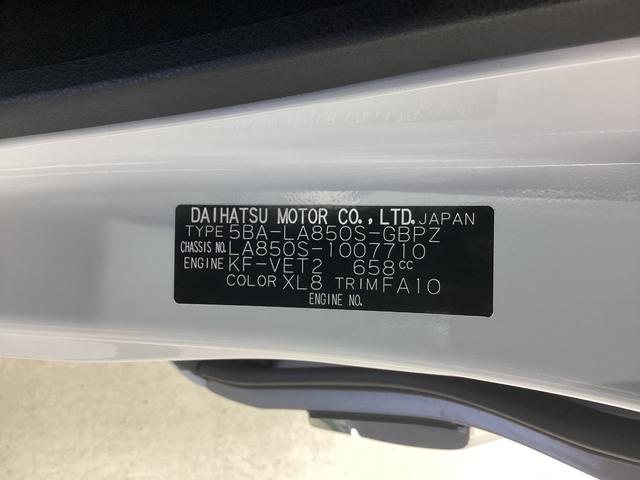 DAIHATSU MOTOR CO., LTD. JAPAN
TYPE 5BA-LA850S-GBPZ
CHASSIS NO. LA850S-1007710
ENGINE KF-VET2 658cc
COLOR XL8 TRIM FA10
ENGINE NO.